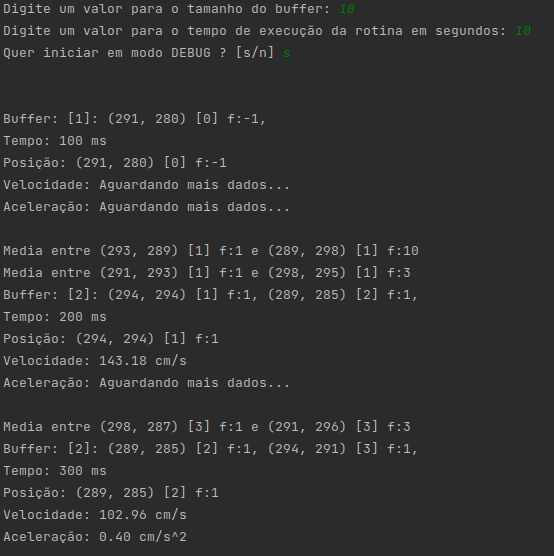 Digite um valor para o tamanho do buffer: 10
Digite um valor para o tempo de execução da rotina em segundos: 10
Quer iniciar em modo DEBUG ? [s/n] s
Buffer: [1]: (291, 280) [0] f:-1,
Tempo: 100 ms
Posição: (291, 280) [0] f:-1
Velocidade: Aguardando mais dados...
Aceleração: Aguardando mais dados...
Media entre (293, 289) [1] f:1 e (289, 298) [1] f:10
Media entre (291, 293) [1] f:1 e (298, 295) [1] f:3
Buffer: [2]: (294, 294) [1] f:1, (289, 285) [2] f:1,
Tempo: 200 ms
Posição: (294, 294) [1] f:1
Velocidade: 143.18 cm/s
Aceleração: Aguardando mais dados...
Media entre (298, 287) [3] f:1 e (291, 296) [3] f:3
Buffer: [2]: (289, 285) [2] f:1, (294, 291) [3] f:1,
Tempo: 300 ms
Posição: (289, 285) [2] f:1
Velocidade: 102.96 cm/s
Aceleração: 0.40 cm/s^2